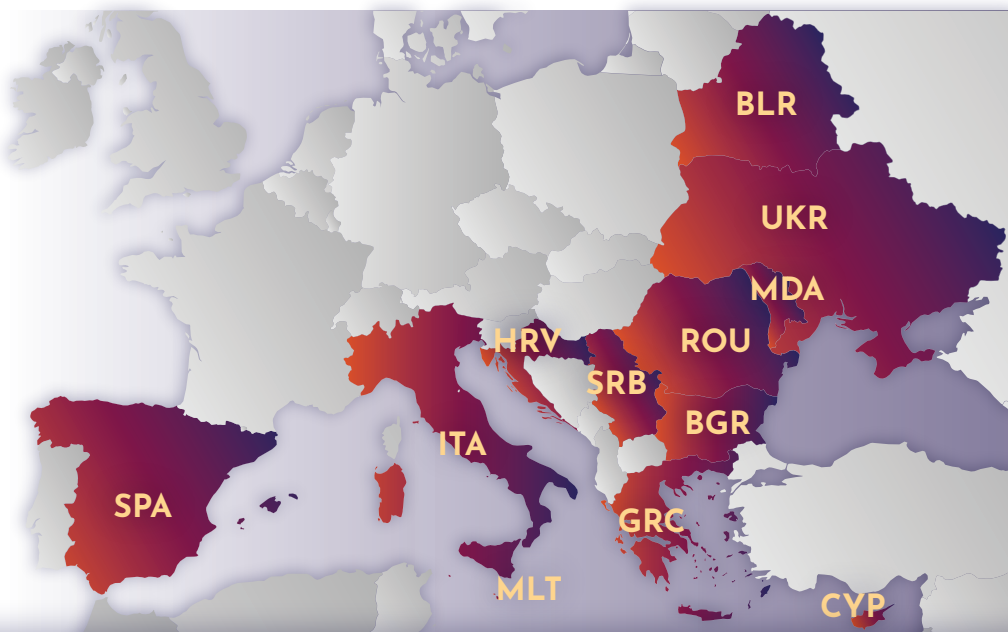 BLR
UKR
MDA
HRV
ROU
SRB
BGR
ITA
SPA
GRC
MLT
CYP